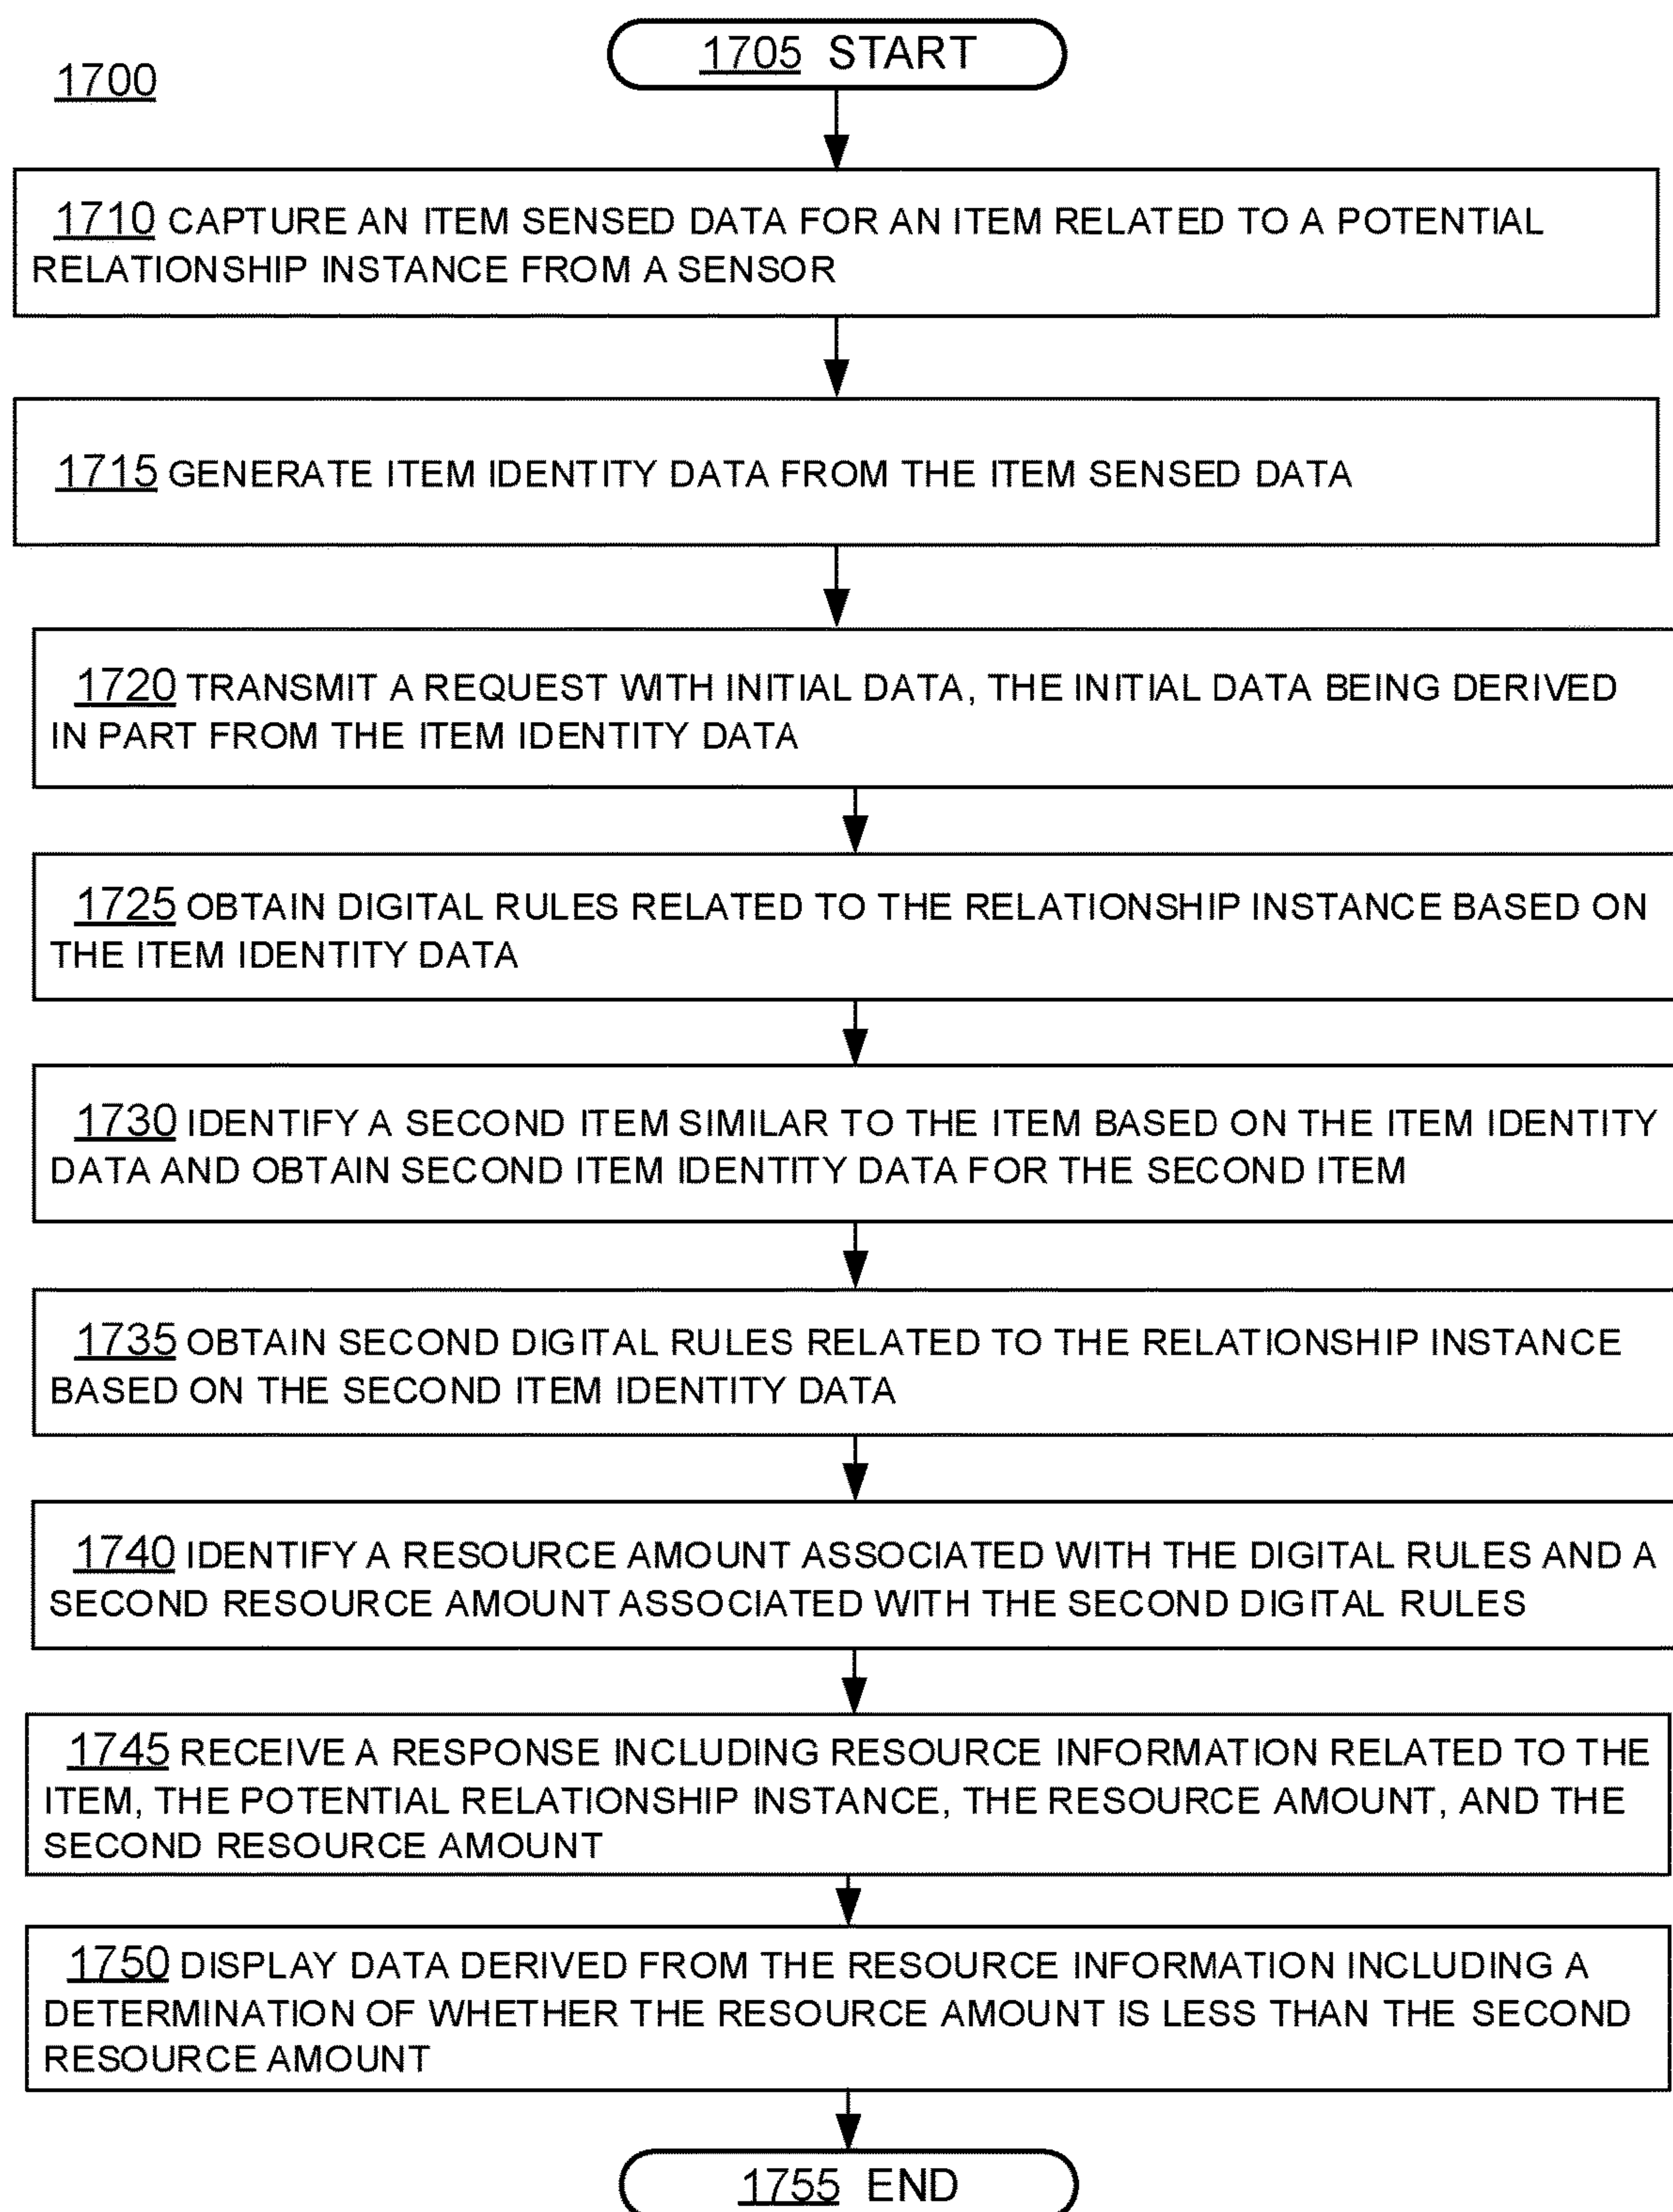 1700
1705 START
1710 CAPTURE AN ITEM SENSED DATA FOR AN ITEM RELATED TO A POTENTIAL
RELATIONSHIP INSTANCE FROM A SENSOR
1715 GENERATE ITEM IDENTITY DATA FROM THE ITEM SENSED DATA
1720 TRANSMIT A REQUEST WITH INITIAL DATA, THE INITIAL DATA BEING DERIVED
IN PART FROM THE ITEM IDENTITY DATA
1725 OBTAIN DIGITAL RULES RELATED TO THE RELATIONSHIP INSTANCE BASED ON
THE ITEM IDENTITY DATA
1730 IDENTIFY A SECOND ITEM SIMILAR TO THE ITEM BASED ON THE ITEM IDENTITY
DATA AND OBTAIN SECOND ITEM IDENTITY DATA FOR THE SECOND ITEM
1735 OBTAIN SECOND DIGITAL RULES RELATED TO THE RELATIONSHIP INSTANCE
BASED ON THE SECOND ITEM IDENTITY DATA
1740 IDENTIFY A RESOURCE AMOUNT ASSOCIATED WITH THE DIGITAL RULES AND A
SECOND RESOURCE AMOUNT ASSOCIATED WITH THE SECOND DIGITAL RULES
1745 RECEIVE A RESPONSE INCLUDING RESOURCE INFORMATION RELATED TO THE
ITEM, THE POTENTIAL RELATIONSHIP INSTANCE, THE RESOURCE AMOUNT, AND THE
SECOND RESOURCE AMOUNT
1750 DISPLAY DATA DERIVED FROM THE RESOURCE INFORMATION INCLUDING A
DETERMINATION OF WHETHER THE RESOURCE AMOUNT IS LESS THAN THE SECOND
RESOURCE AMOUNT
1755 END